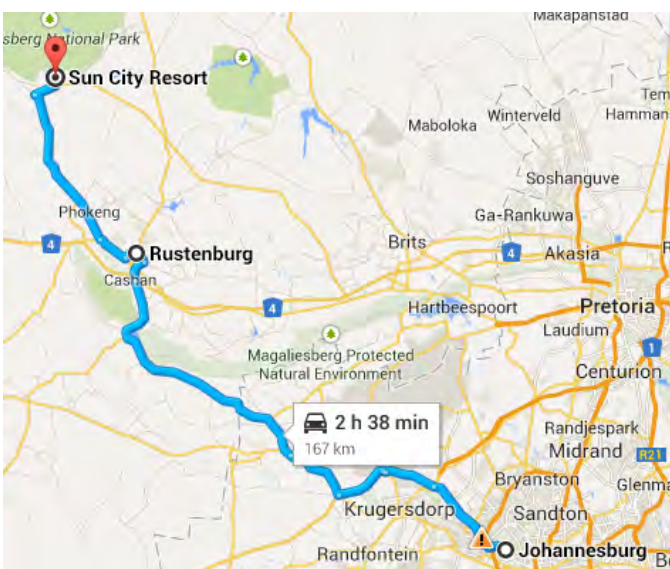 Makapanstad
sberg National Park
Sun City Resort
Tem
Winterveld
Hamman
Maboloka
Soshanguve
Phokeng
Ga-Rankuwa
4
Rustenburg
Brits
4
Akasia
R
Cashan
4
Hartbeespoort
Pretoria
Laudium
1
Magaliesberg Protected
Natural Environment
Centurion
2 h 38 min
167 km
Randjespark
Midrand
R21
Bryanston
Glenma
Krugersdorp
Sandton
Randfontein
Johannesburg
B